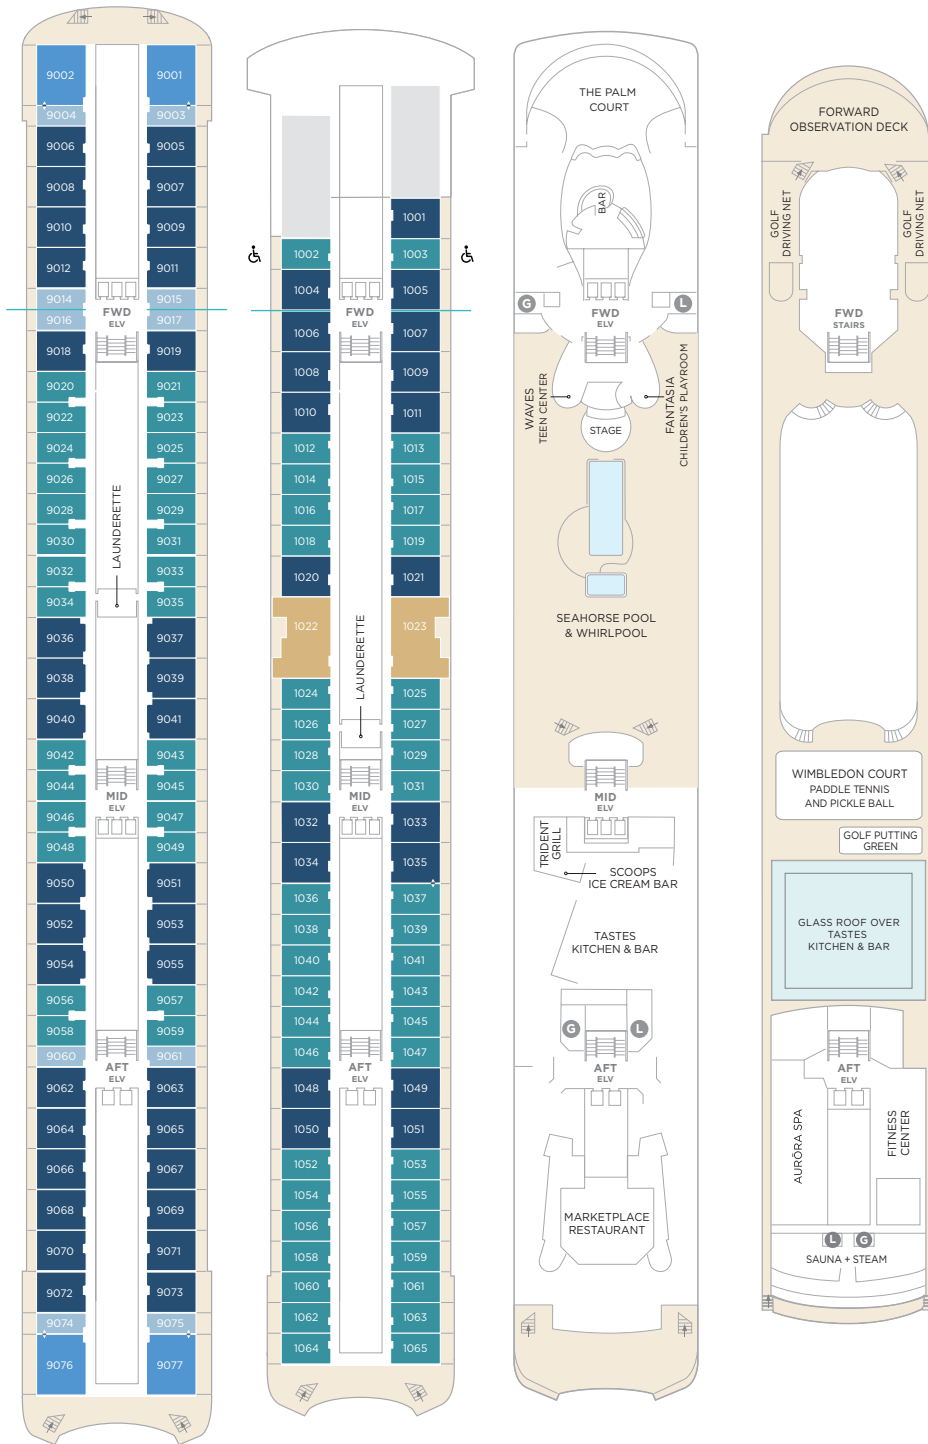 9002
9001
9004
9003
9006
9005
9008
9007
9010
9009
9012
9011
9014
9015
9016
9017
FWD
ELV
9018
9019
9020
9021
9022
9023
9024
9025
9026
9027
9028
9029
9030
9031
9032
9033
9034
9035
LAUNDERETTE
9036
9037
9038
9039
9040
9041
9042
9043
9044
9045
MID
ELV
9046
9047
9048
9049
9050
9051
9052
9053
9054
9055
9056
9057
9058
9059
9060
9061
AFT
ELV
9062
9063
9064
9065
9066
9067
9068
9069
9070
9071
9072
9073
9074
9075
9076
9077
1001
1002
1003
1004
1005
FWD
ELV
1006
1007
1008
1009
1010
1011
1012
1013
1014
1015
1016
1017
1018
1019
1020
1021
1022
1023
LAUNDERETTE
1024
1025
1026
1027
1028
1029
1030
1031
MID
ELV
1032
1033
1034
1035
1036
1037
1038
1039
1040
1041
1042
1043
1044
1045
1046
1047
AFT
ELV
1048
1049
1050
1051
1052
1053
1054
1055
1056
1057
1058
1059
1060
1061
1062
1063
1064
1065
THE PALM
COURT
BAR
G
L
FWD
ELV
WAVES
TEEN CENTER
FANTASIA
CHILDREN'S PLAYROOM
STAGE
SEAHORSE POOL
& WHIRLPOOL
MID
ELV
TRIDENT
GRILL
SCOOPS
ICE CREAM BAR
TASTES
KITCHEN & BAR
G
L
AFT
ELV
MARKETPLACE
RESTAURANT
FORWARD
OBSERVATION DECK
GOLF
DRIVING NET
GOLF
DRIVING NET
FWD
STAIRS
WIMBLEDON COURT
PADDLE TENNIS
AND PICKLE BALL
GOLF PUTTING
GREEN
GLASS ROOF OVER
TASTES
KITCHEN & BAR
AFT
ELV
AURŌRA SPA
FITNESS
CENTER
L
G
SAUNA + STEAM